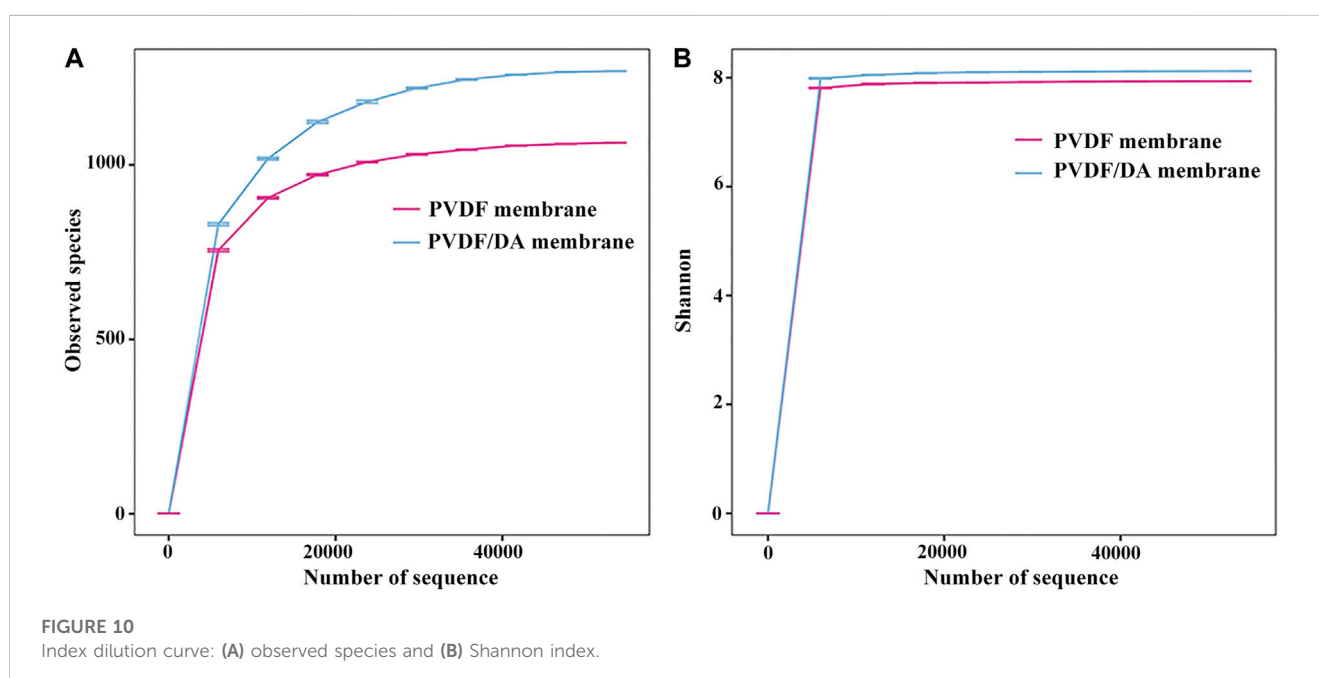 A
Observed species
1000
500
0
PVDF membrane
PVDF/DA membrane
0 20000 40000
Number of sequence
B
Shannon
8
6
4
2
0
PVDF membrane
PVDF/DA membrane
0 20000 40000
Number of sequence
FIGURE 10
Index dilution curve: (A) observed species and (B) Shannon index.